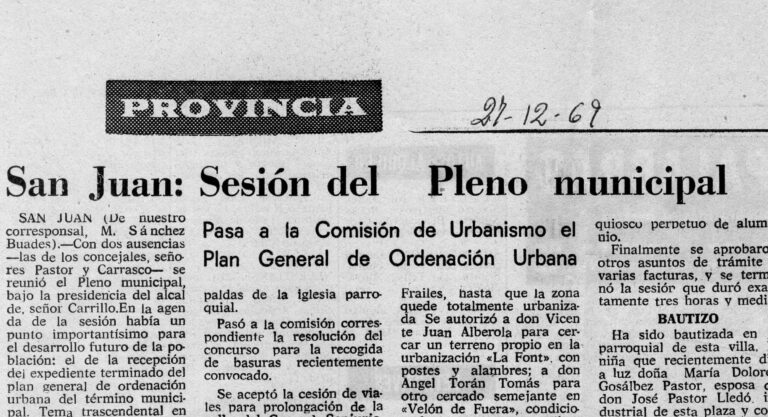 PROVINCIA
27-12-69
San Juan: Sesión del Pleno municipal
SAN JUAN (De nuestro
corresponsal, M. Sánchez
Buades).—Con dos ausencias
—las de los concejales, seño-
res Pastor y Carrasco— se
reunió el Pleno municipal,
bajo la presidencia del alcal
de, señor Carrillo.En la agen
da de la sesión había un
punto importantísimo para
el desarrollo futuro de la po-
blación: el de la recepción
del expediente terminado del
plan general de ordenación
urbana del término munici-
pal. Tema trascendental en
Pasa a la Comisión de Urbanismo el
Plan General de Ordenación Urbana
paldas de la iglesia parro-
quial.
Pasó a la comisión corres-
pondiente la resolución del
concurso para la recogida
de basuras recientemente
convocado.
Se aceptó la cesión de via-
les para prolongación de la
Frailes, hasta que la zona
quede totalmente urbaniza-
da Se autorizó a don Vicen
te Juan Alberola para cer-
car un terreno propio en la
urbanización «La Font», con
postes y alambres; a don
Angel Torán Tomás para
otro cercado semejante en
«Velón de Fuera», condicio-
quiosco perpetuo de alum
nio.
Finalmente se aprobaro
otros asuntos de trámite
varias facturas, y se term
nó la sesiór que duró exa
tamente tres horas y medi
BAUTIZO
Ha sido bautizada en
parroquial de esta villa,
niña que recientemente di
a luz doña María Dolore
Gosálbez Pastor, esposa
don José Pastor Lledó, i
dustrial de esta plaza y